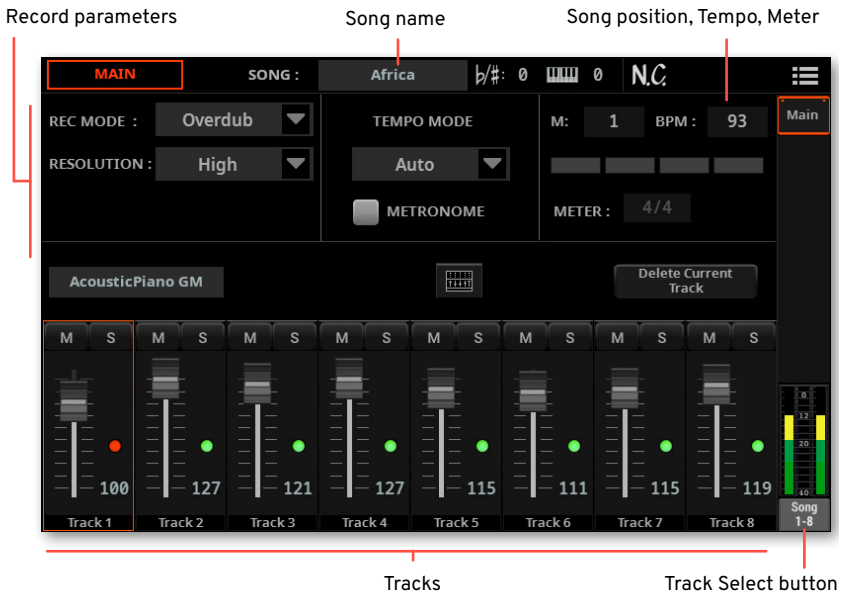 Record parameters
Song name
Song position, Tempo, Meter
MAIN
SONG :
Africa
b/#: 0
0
N.C.
Main
REC MODE :
Overdub
TEMPO MODE
M:
1
BPM :
93
RESOLUTION :
High
Auto
METRONOME
METER :
4/4
AcousticPiano GM
Delete Current
Track
M S M S M S M S M S M S M S M S
0
12
20
40
100 127 121 127 115 111 115 119
Track 1 Track 2 Track 3 Track 4 Track 5 Track 6 Track 7 Track 8
Song
1-8
Tracks
Track Select button